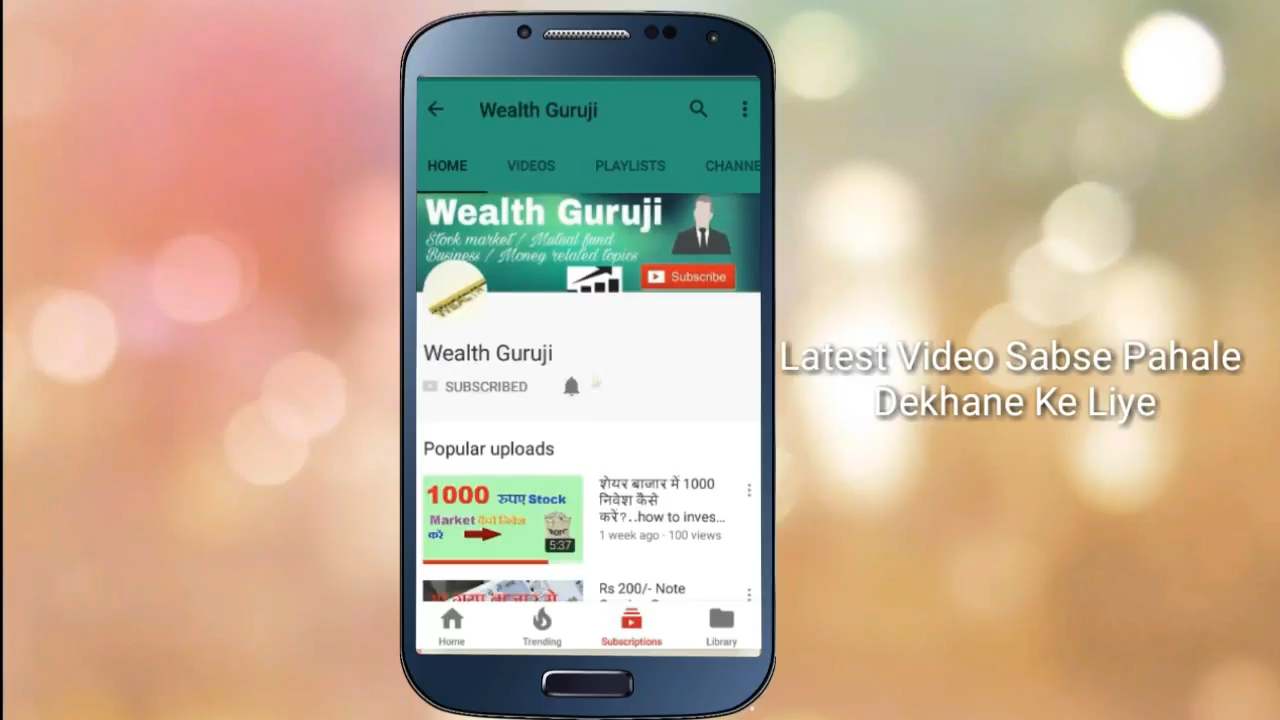 Wealth Guruji
HOME VIDEOS PLAYLISTS CHANNE
Wealth Guruji
Stock market / Mutual fund
Business / Money related topics
Subscribe
Wealth Guruji
SUBSCRIBED
Popular uploads
1000 रुपए Stock
Market कैसे निवेश
करें
5:37
शेयर बाजार में 1000
निवेश कैसे
करें?..how to inves...
1 week ago · 100 views
Rs 200/- Note
Home Trending Subscriptions Library
Latest Video Sabse Pahale
Dekhane Ke Liye